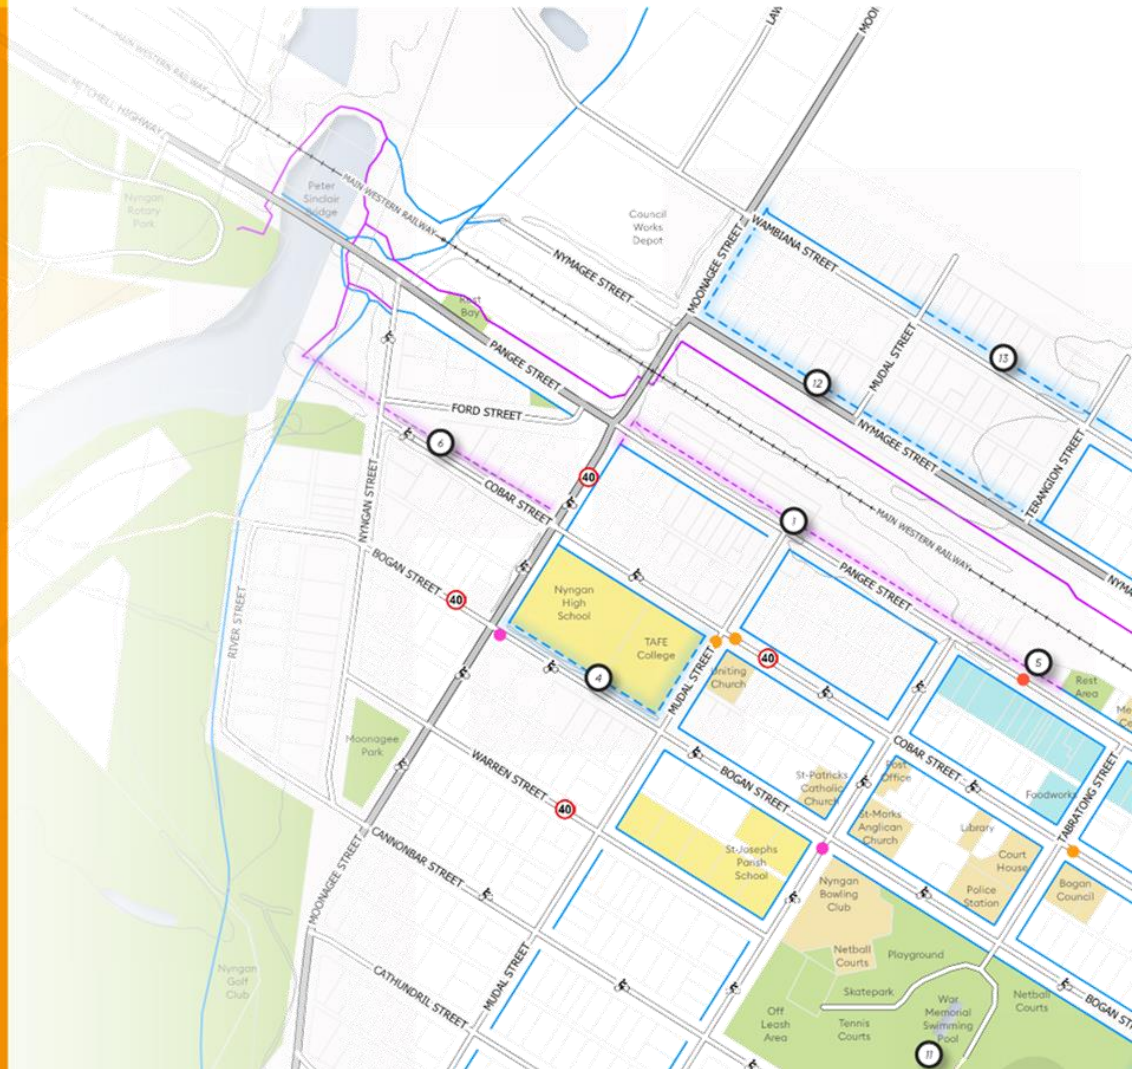 MAIN WESTERN RAILWAY
MITCHELL HIGHWAY
Nyngan
Rotary
Park
Peter
Sinclair
Bridge
MAIN WESTERN RAILWAY
Council
Works
Depot
NYMAGEE STREET
MOONAGEE STREET
WAMBIANA STREET
Rest
Bay
PANGEE STREET
MUDAL STREET
13
12
FORD STREET
NYMAGEE STREET
TERANGION STREET
6
COBAR STREET
40
NYNGAN STREET
1
MAIN WESTERN RAILWAY
PANGEE STREET
BOGAN STREET
40
Nyngan
High
School
TAFE
College
RIVER STREET
4
MUDAL STREET
Uniting
Church
40
5
Rest
Area
Moonagee
Park
WARREN STREET
40
BOGAN STREET
COBAR STREET
St-Patricks
Catholic
Church
Post
Office
Foodworks
TABRATONG STREET
St-Marks
Anglican
Church
Library
Court
House
CANNONBAR STREET
MOONAGEE STREET
St-Josephs
Parish
School
Nyngan
Bowling
Club
Police
Station
Bogan
Council
CATHUNDRIL STREET
MUDAL STREET
Nyngan
Golf
Club
Netball
Courts
Playground
Skatepark
Off
Leash
Area
Tennis
Courts
War
Memorial
Swimming
Pool
Netball
Courts
BOGAN S
11